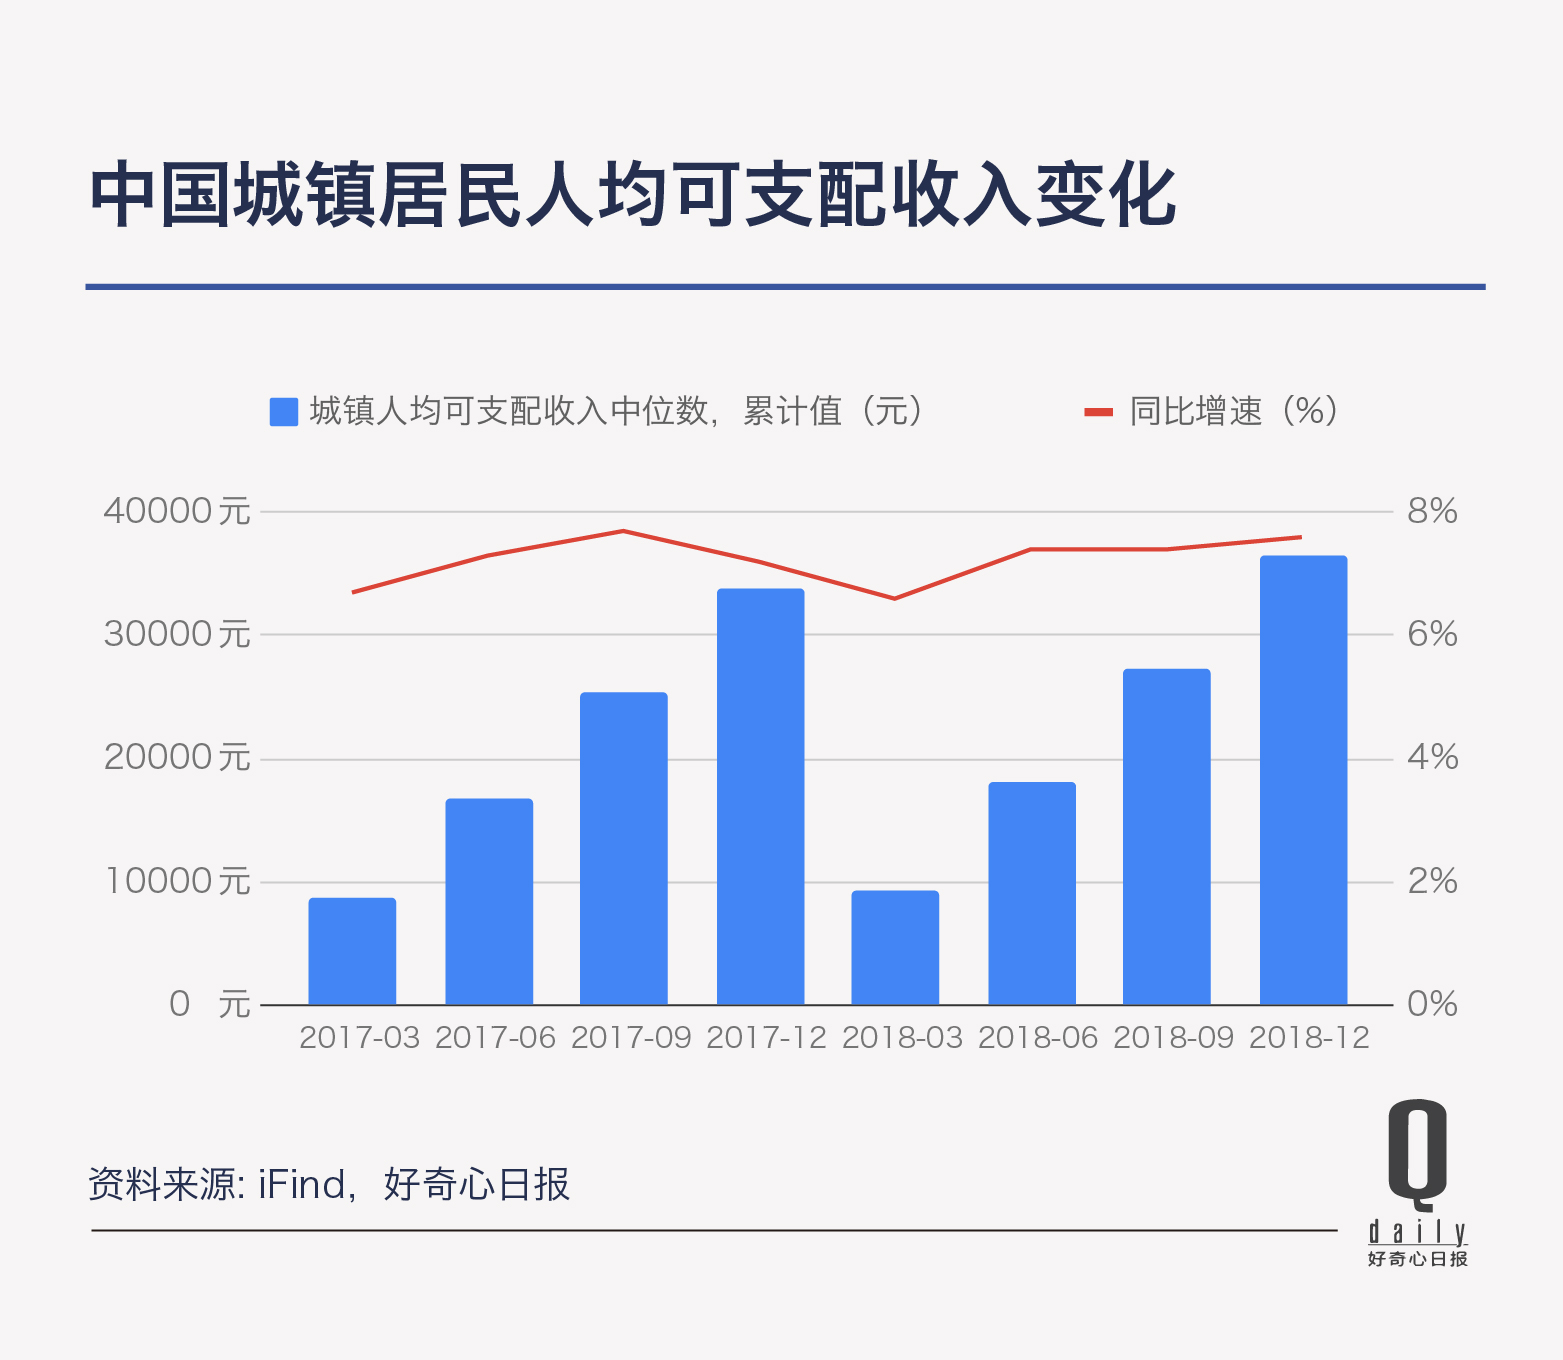 中国城镇居民人均可支配收入变化
城镇人均可支配收入中位数，累计值（元） 同比增速（%）
40000元 8%
30000元 6%
20000元 4%
10000元 2%
0 元 0%
2017-03 2017-06 2017-09 2017-12 2018-03 2018-06 2018-09 2018-12
资料来源: iFind，好奇心日报
Q
daily
好奇心日报